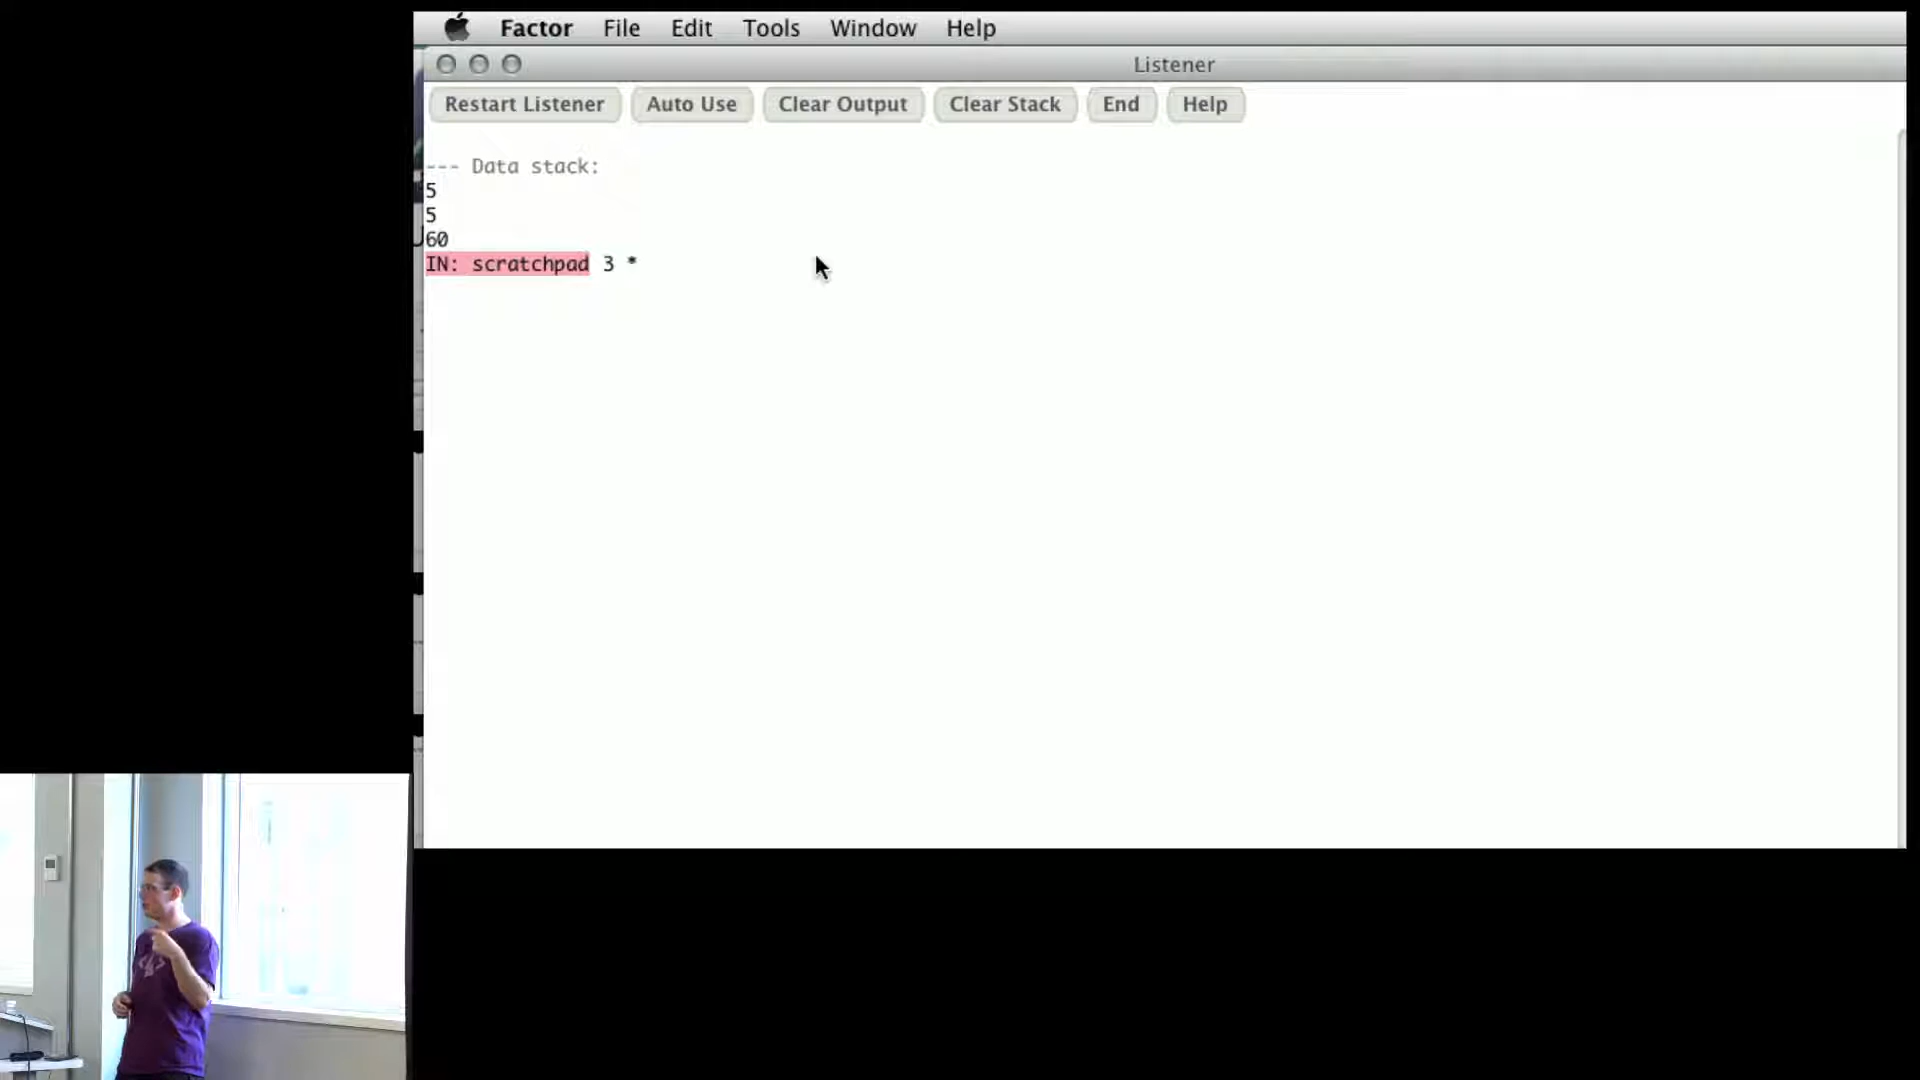 Factor File Edit Tools Window Help
Listener
Restart Listener Auto Use Clear Output Clear Stack End Help
--- Data stack:
5
5
60
IN: scratchpad 3 *